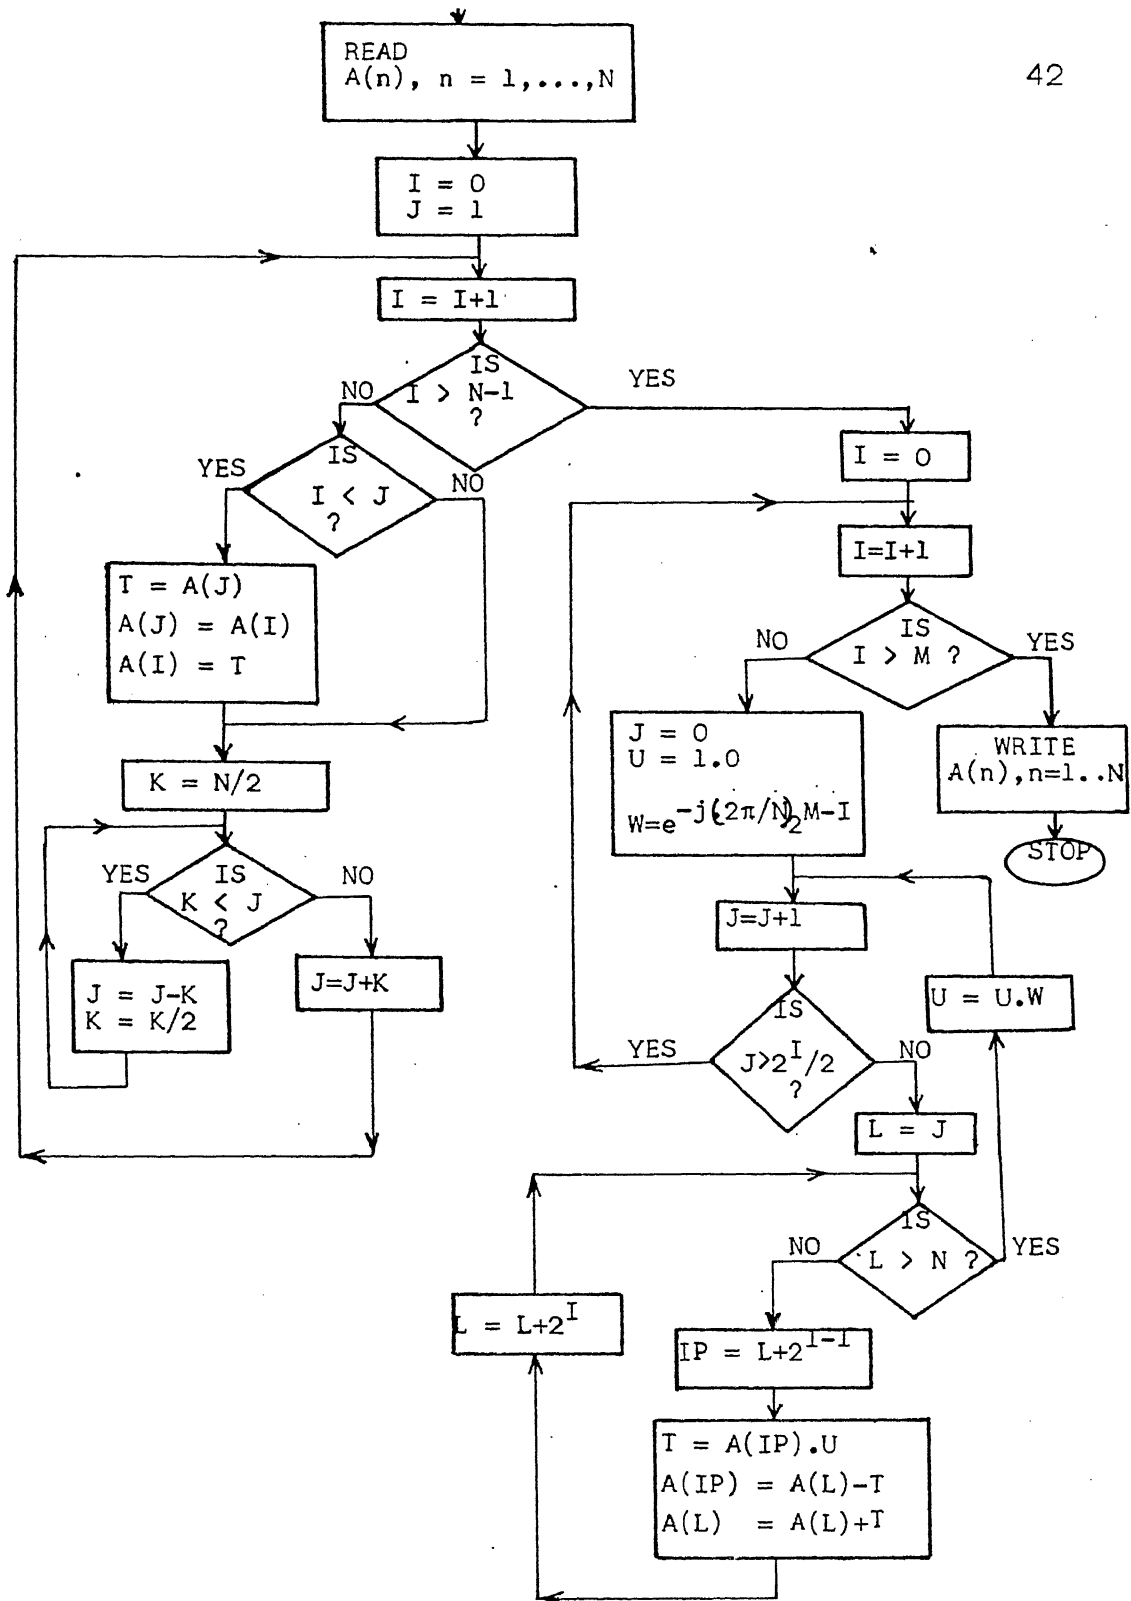 42
READ
A(n), n = 1,...,N
I = 0
J = 1
I = I+1
IS
I > N-1
?
NO
YES
IS
I < J
?
YES
NO
T = A(J)
A(J) = A(I)
A(I) = T
K = N/2
IS
K < J
?
YES
NO
J = J-K
K = K/2
J=J+K
I = 0
I=I+1
IS
I > M ?
NO
YES
WRITE
A(n),n=1..N
STOP
J = 0
U = 1.0
W=e^-j(2π/N)2^M-I
J=J+1
U = U.W
IS
J>2^I/2
?
YES
NO
L = J
IS
L > N ?
NO
YES
L = L+2^I
IP = L+2^I-1
T = A(IP).U
A(IP) = A(L)-T
A(L) = A(L)+T